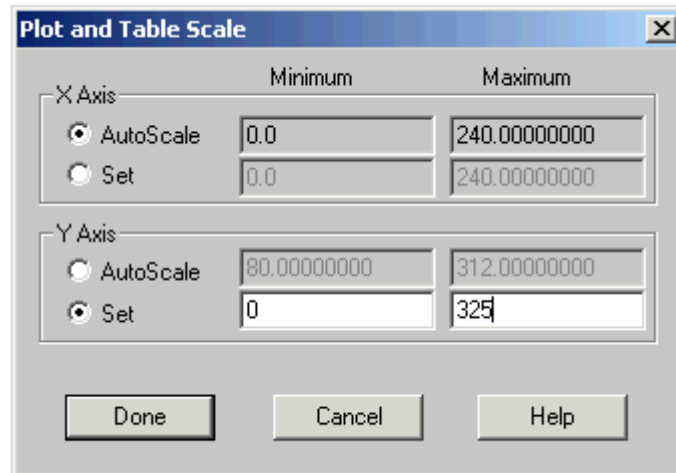 Plot and Table Scale
Minimum Maximum
X Axis
AutoScale 0.0 240.00000000
Set 0.0 240.00000000
Y Axis
AutoScale 80.00000000 312.00000000
Set 0 325
Done Cancel Help